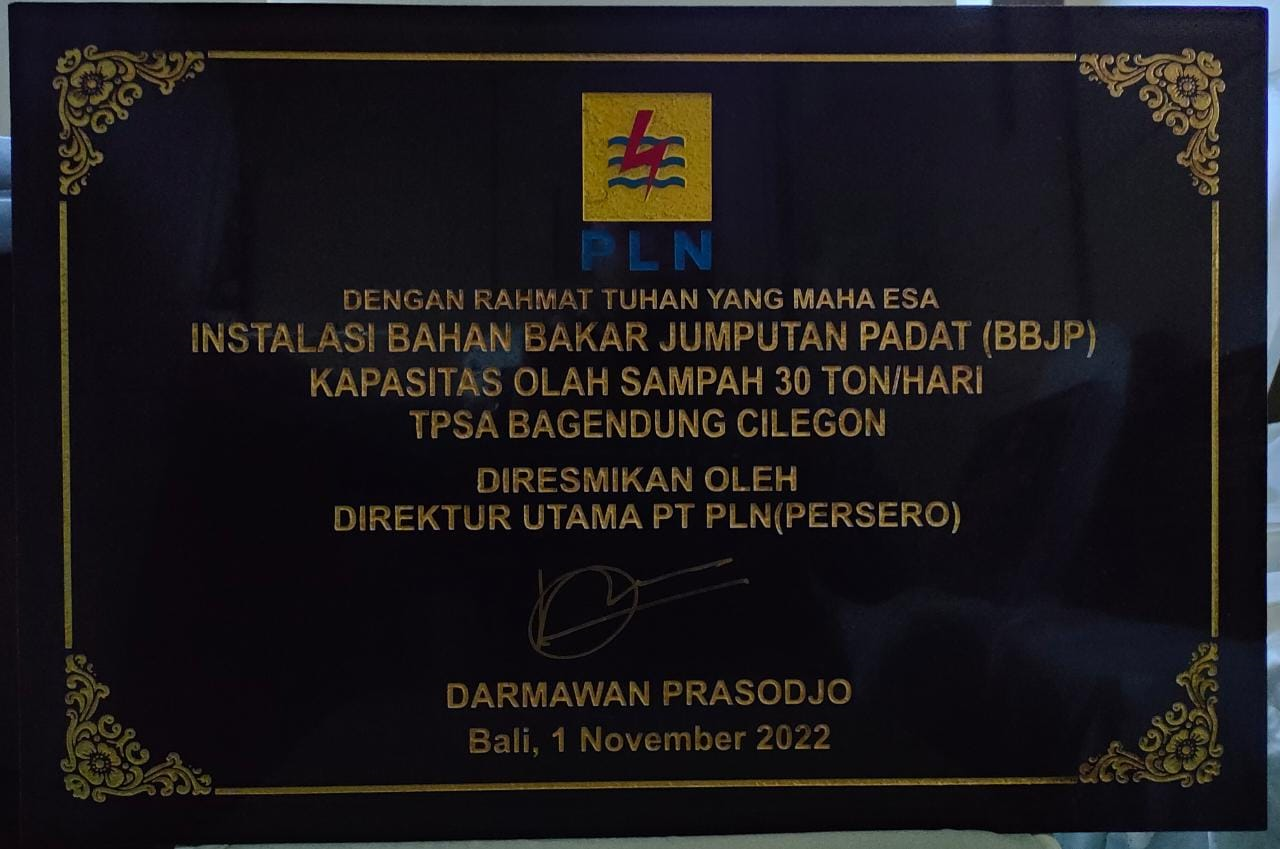 PLN
DENGAN RAHMAT TUHAN YANG MAHA ESA
INSTALASI BAHAN BAKAR JUMPUTAN PADAT (BBJP)
KAPASITAS OLAH SAMPAH 30 TON/HARI
TPSA BAGENDUNG CILEGON
DIRESMIKAN OLEH
DIREKTUR UTAMA PT PLN(PERSERO)
DARMAWAN PRASODJO
Bali, 1 November 2022